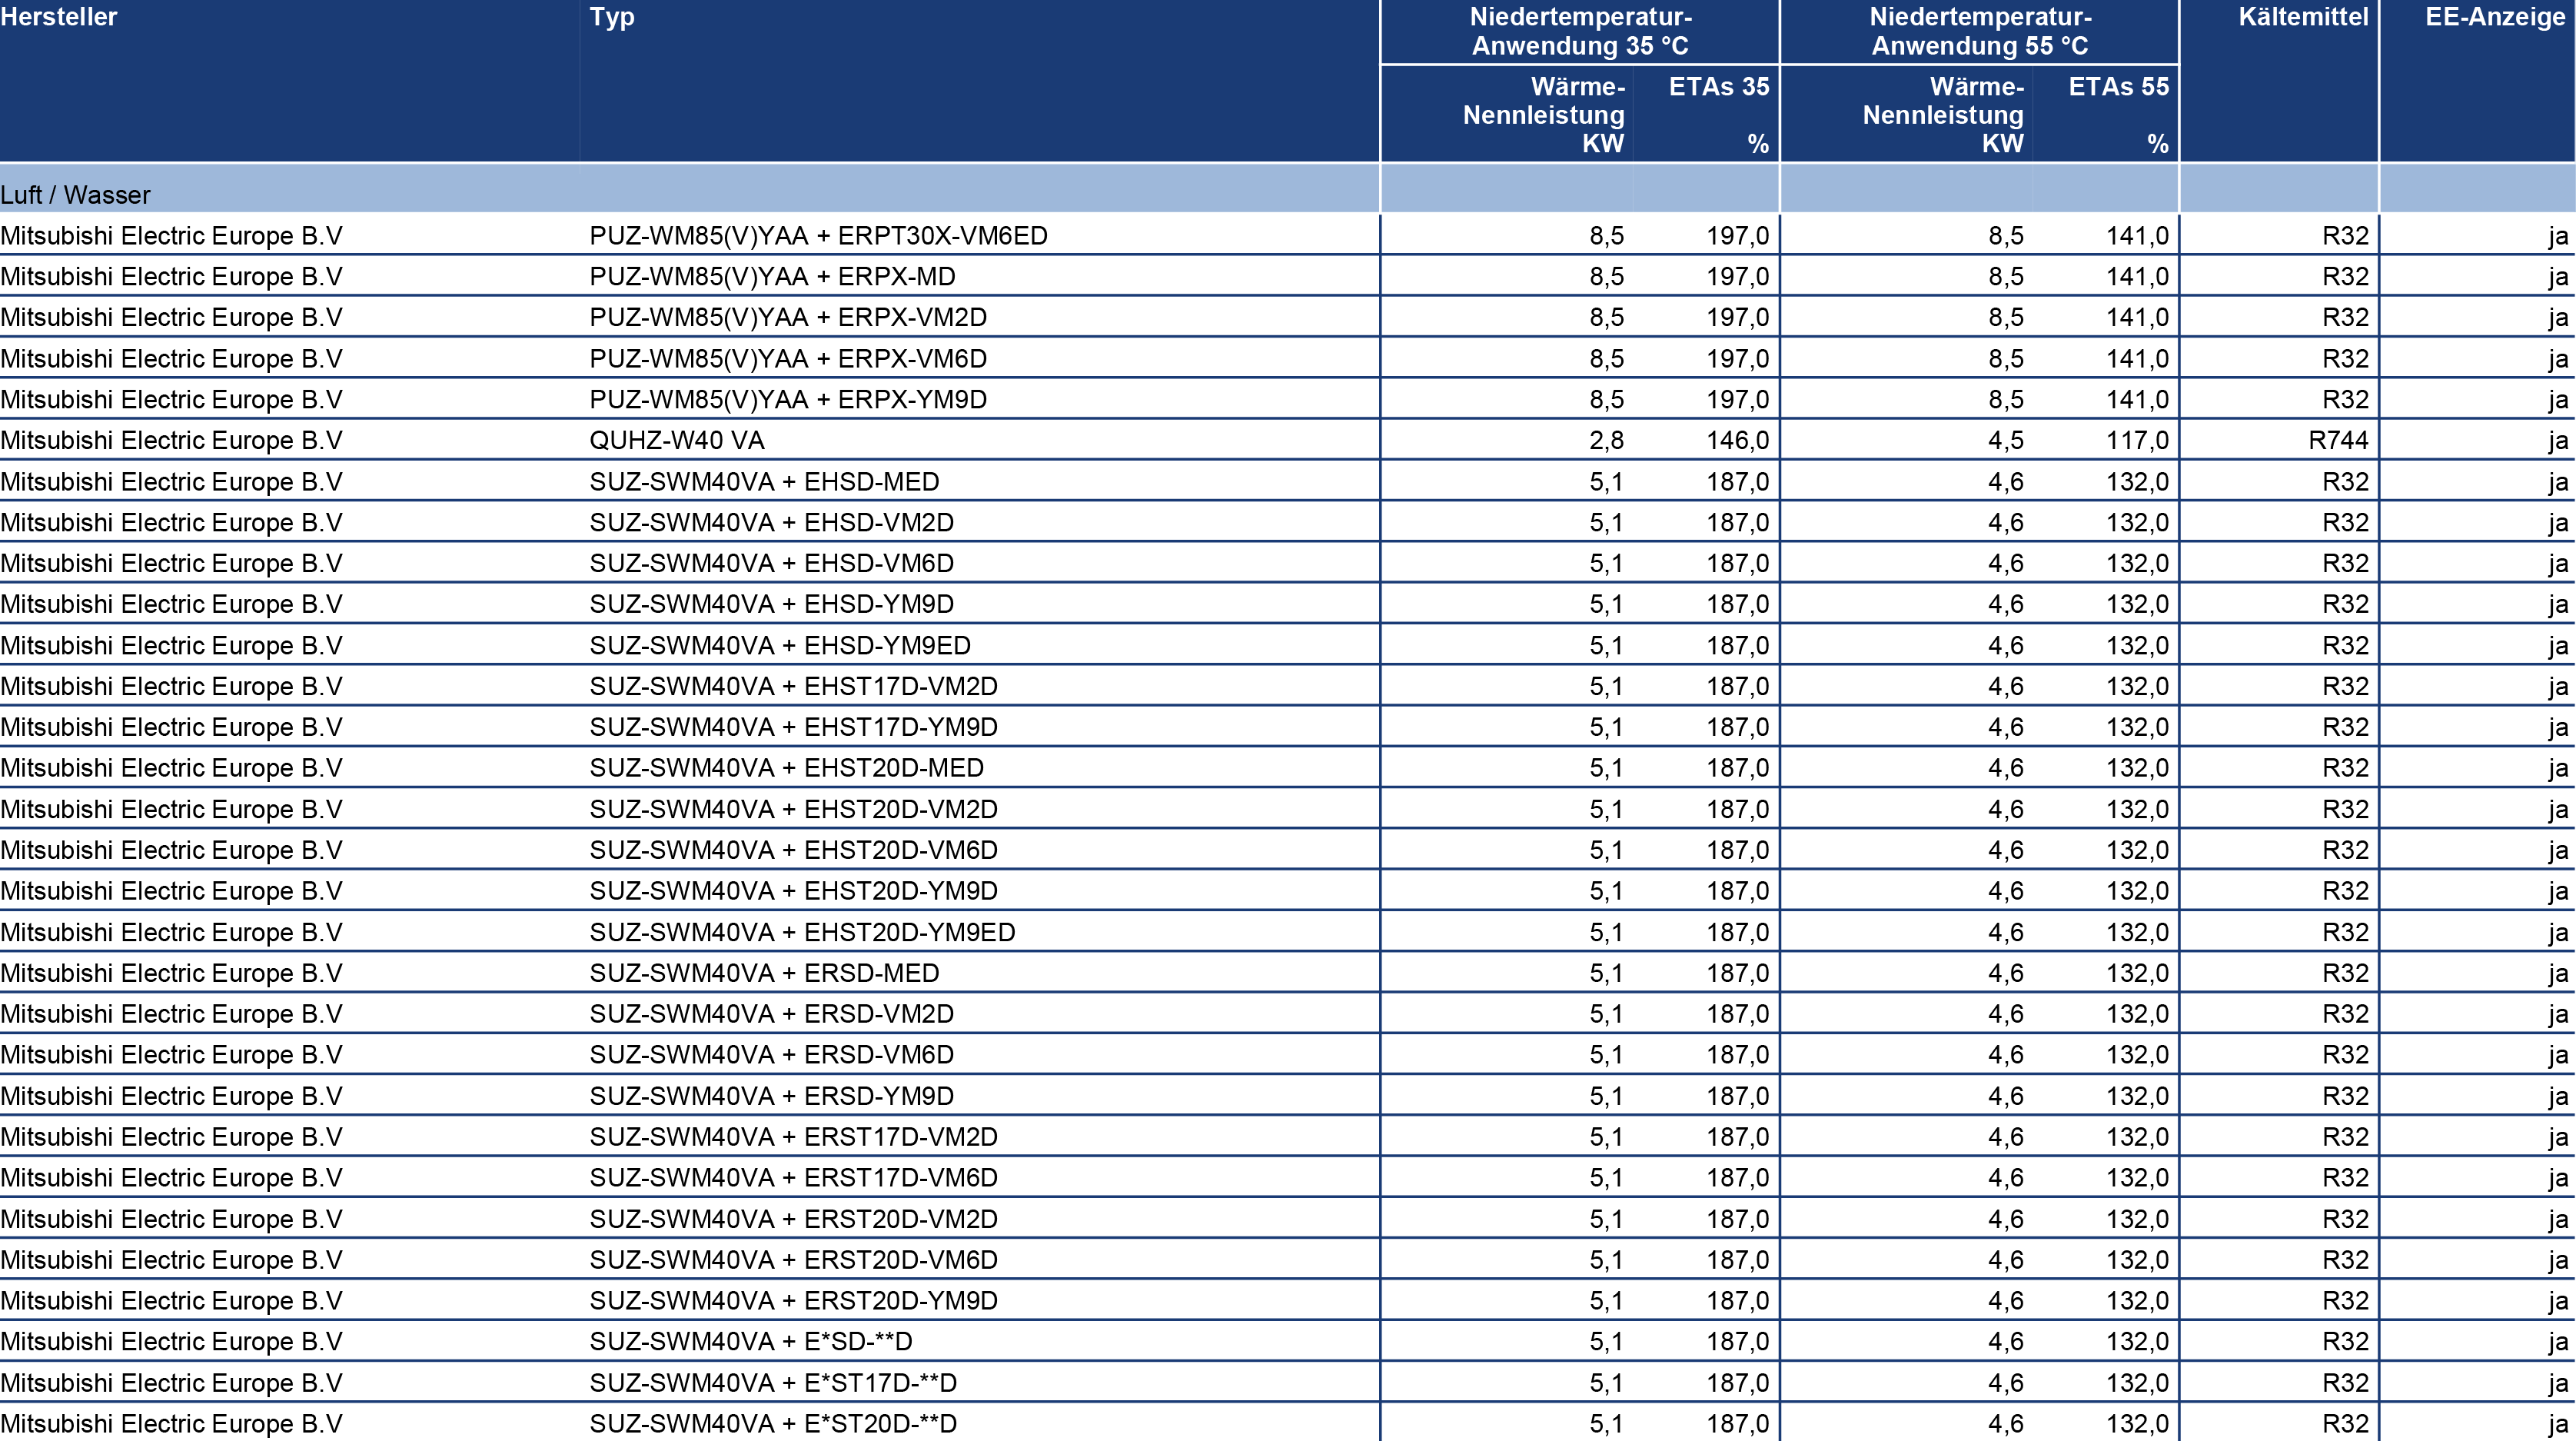 Hersteller Typ Niedertemperatur- Anwendung 35 °C Niedertemperatur- Anwendung 55 °C Kältemittel EE-Anzeige
Wärme- Nennleistung KW ETAs 35 % Wärme- Nennleistung KW ETAs 55 %
Luft / Wasser
Mitsubishi Electric Europe B.V PUZ-WM85(V)YAA + ERPT30X-VM6ED 8,5 197,0 8,5 141,0 R32 ja
Mitsubishi Electric Europe B.V PUZ-WM85(V)YAA + ERPX-MD 8,5 197,0 8,5 141,0 R32 ja
Mitsubishi Electric Europe B.V PUZ-WM85(V)YAA + ERPX-VM2D 8,5 197,0 8,5 141,0 R32 ja
Mitsubishi Electric Europe B.V PUZ-WM85(V)YAA + ERPX-VM6D 8,5 197,0 8,5 141,0 R32 ja
Mitsubishi Electric Europe B.V PUZ-WM85(V)YAA + ERPX-YM9D 8,5 197,0 8,5 141,0 R32 ja
Mitsubishi Electric Europe B.V QUHZ-W40 VA 2,8 146,0 4,5 117,0 R744 ja
Mitsubishi Electric Europe B.V SUZ-SWM40VA + EHSD-MED 5,1 187,0 4,6 132,0 R32 ja
Mitsubishi Electric Europe B.V SUZ-SWM40VA + EHSD-VM2D 5,1 187,0 4,6 132,0 R32 ja
Mitsubishi Electric Europe B.V SUZ-SWM40VA + EHSD-VM6D 5,1 187,0 4,6 132,0 R32 ja
Mitsubishi Electric Europe B.V SUZ-SWM40VA + EHSD-YM9D 5,1 187,0 4,6 132,0 R32 ja
Mitsubishi Electric Europe B.V SUZ-SWM40VA + EHSD-YM9ED 5,1 187,0 4,6 132,0 R32 ja
Mitsubishi Electric Europe B.V SUZ-SWM40VA + EHST17D-VM2D 5,1 187,0 4,6 132,0 R32 ja
Mitsubishi Electric Europe B.V SUZ-SWM40VA + EHST17D-YM9D 5,1 187,0 4,6 132,0 R32 ja
Mitsubishi Electric Europe B.V SUZ-SWM40VA + EHST20D-MED 5,1 187,0 4,6 132,0 R32 ja
Mitsubishi Electric Europe B.V SUZ-SWM40VA + EHST20D-VM2D 5,1 187,0 4,6 132,0 R32 ja
Mitsubishi Electric Europe B.V SUZ-SWM40VA + EHST20D-VM6D 5,1 187,0 4,6 132,0 R32 ja
Mitsubishi Electric Europe B.V SUZ-SWM40VA + EHST20D-YM9D 5,1 187,0 4,6 132,0 R32 ja
Mitsubishi Electric Europe B.V SUZ-SWM40VA + EHST20D-YM9ED 5,1 187,0 4,6 132,0 R32 ja
Mitsubishi Electric Europe B.V SUZ-SWM40VA + ERSD-MED 5,1 187,0 4,6 132,0 R32 ja
Mitsubishi Electric Europe B.V SUZ-SWM40VA + ERSD-VM2D 5,1 187,0 4,6 132,0 R32 ja
Mitsubishi Electric Europe B.V SUZ-SWM40VA + ERSD-VM6D 5,1 187,0 4,6 132,0 R32 ja
Mitsubishi Electric Europe B.V SUZ-SWM40VA + ERSD-YM9D 5,1 187,0 4,6 132,0 R32 ja
Mitsubishi Electric Europe B.V SUZ-SWM40VA + ERST17D-VM2D 5,1 187,0 4,6 132,0 R32 ja
Mitsubishi Electric Europe B.V SUZ-SWM40VA + ERST17D-VM6D 5,1 187,0 4,6 132,0 R32 ja
Mitsubishi Electric Europe B.V SUZ-SWM40VA + ERST20D-VM2D 5,1 187,0 4,6 132,0 R32 ja
Mitsubishi Electric Europe B.V SUZ-SWM40VA + ERST20D-VM6D 5,1 187,0 4,6 132,0 R32 ja
Mitsubishi Electric Europe B.V SUZ-SWM40VA + ERST20D-YM9D 5,1 187,0 4,6 132,0 R32 ja
Mitsubishi Electric Europe B.V SUZ-SWM40VA + E*SD-**D 5,1 187,0 4,6 132,0 R32 ja
Mitsubishi Electric Europe B.V SUZ-SWM40VA + E*ST17D-**D 5,1 187,0 4,6 132,0 R32 ja
Mitsubishi Electric Europe B.V SUZ-SWM40VA + E*ST20D-**D 5,1 187,0 4,6 132,0 R32 ja